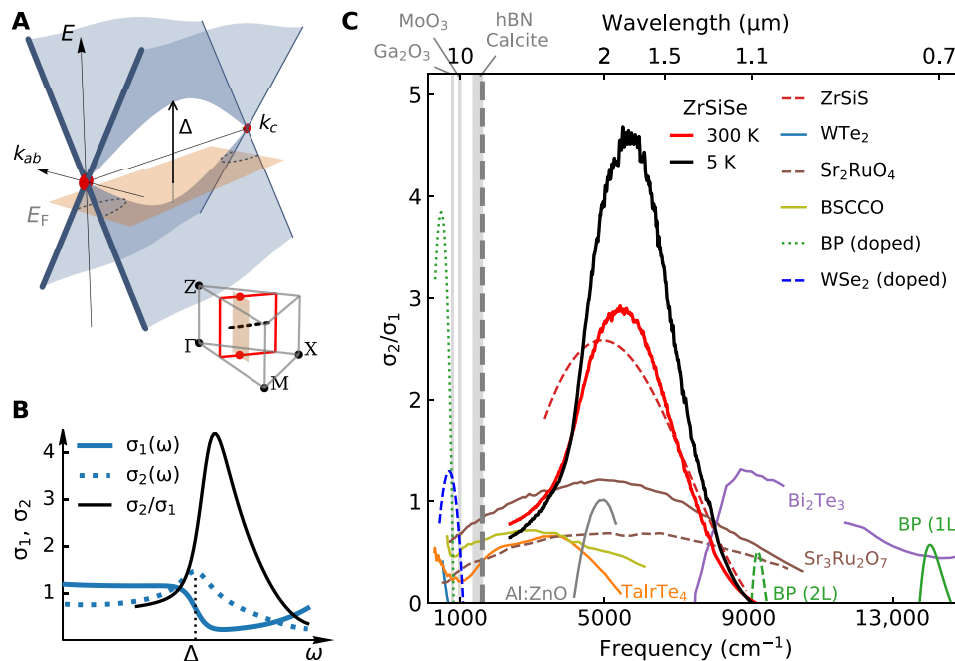 A
E
Δ
k_c
k_ab
E_F
Z
Γ
X
M
B
σ₁(ω)
σ₂(ω)
σ₂/σ₁
σ₁, σ₂
4
3
2
1
Δ
ω
C
MoO₃
Ga₂O₃
hBN
Calcite
Wavelength (μm)
10 2 1.5 1.1 0.7
ZrSiSe
300 K
5 K
ZrSiS
WTe₂
Sr₂RuO₄
BSCCO
BP (doped)
WSe₂ (doped)
σ₂/σ₁
5
4
3
2
1
0
Bi₂Te₃
BP (1L)
Sr₃Ru₂O₇
Al:ZnO
TaIrTe₄
BP (2L)
1000 5000 9000 13,000
Frequency (cm⁻¹)